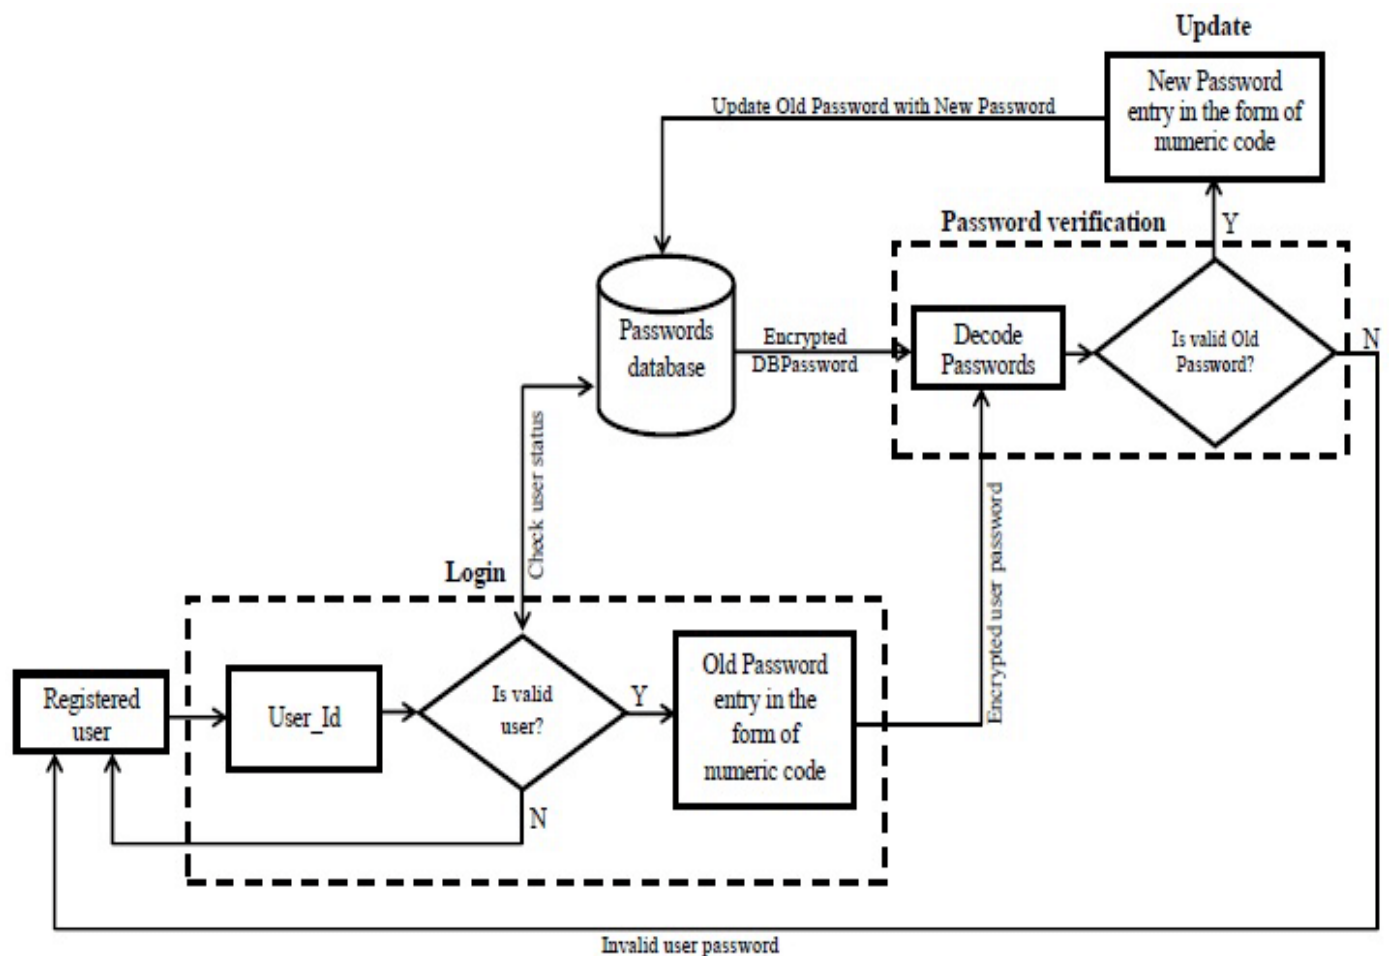 Update
New Password
entry in the form of
numeric code
Update Old Password with New Password
Password verification
Y
Passwords
database
Encrypted
DBPassword
Decode
Passwords
Is valid Old
Password?
N
Check user status
Encrypted user password
Login
Registered
user
User_Id
Is valid
user?
Y
Old Password
entry in the
form of
numeric code
N
Invalid user password